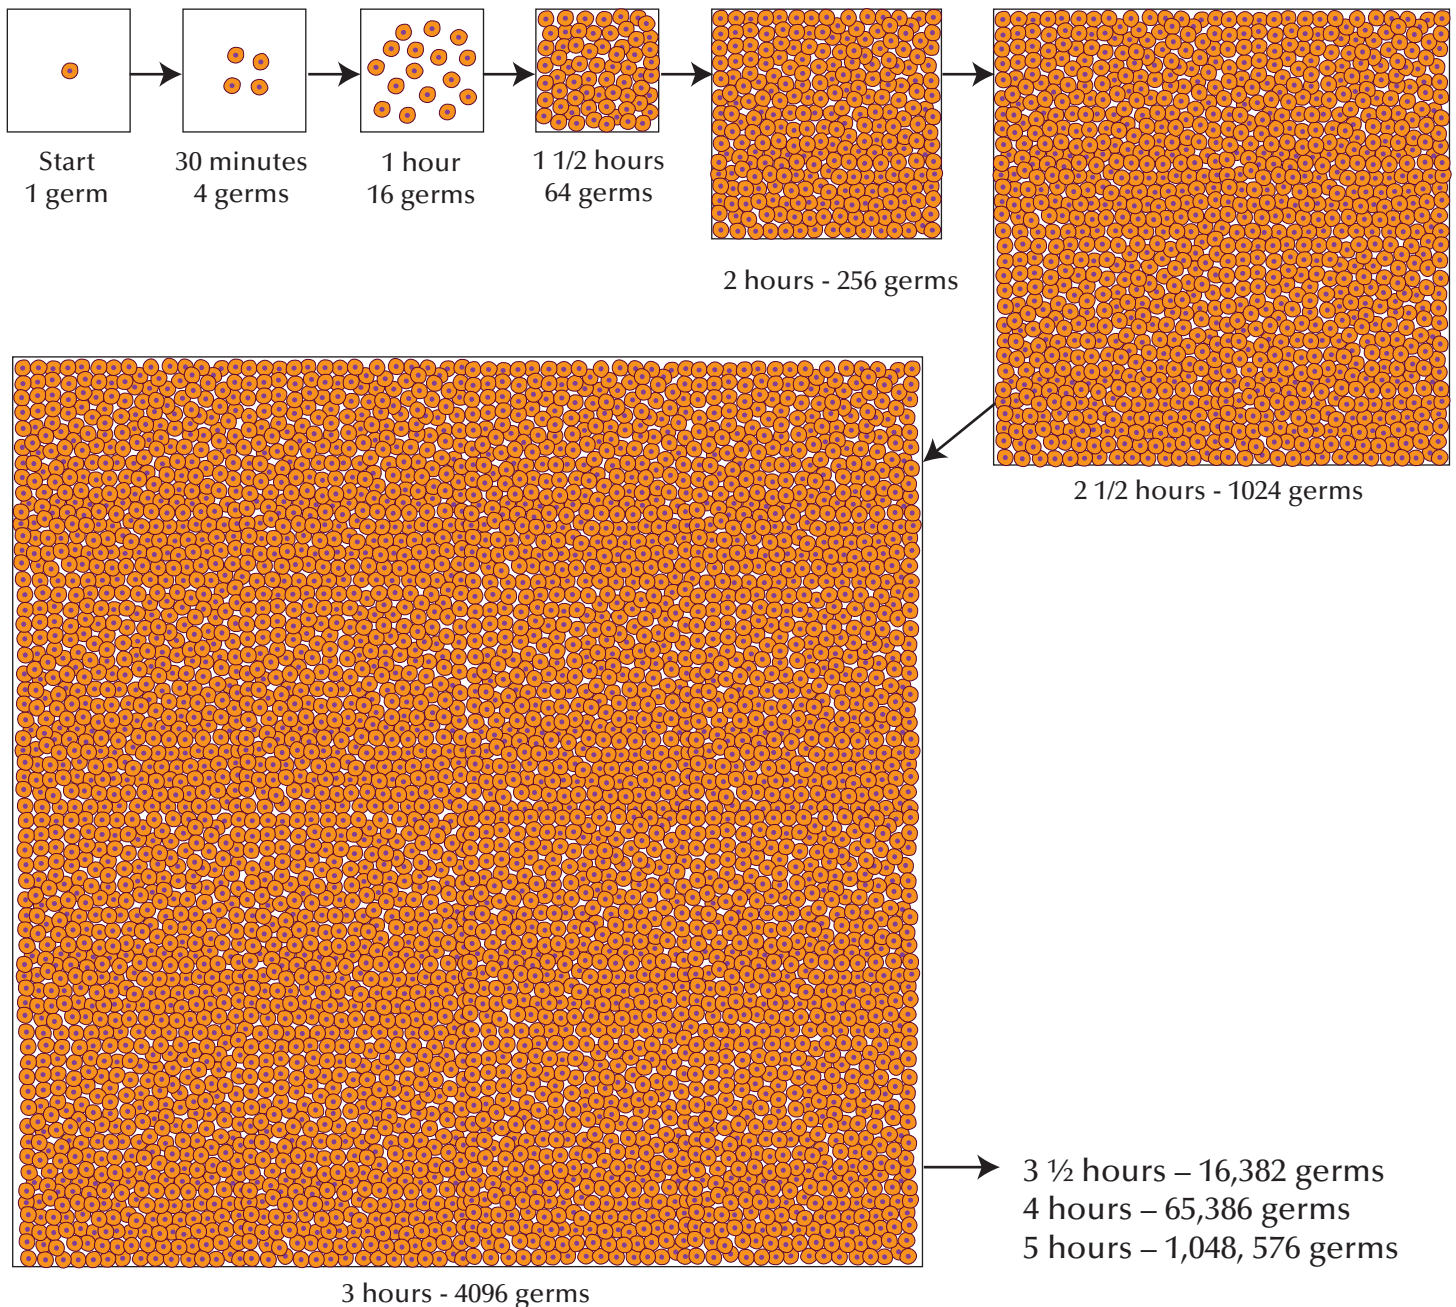 Start
1 germ
30 minutes
4 germs
1 hour
16 germs
1 1/2 hours
64 germs
2 hours - 256 germs
2 1/2 hours - 1024 germs
3 hours - 4096 germs
3 ½ hours – 16,382 germs
4 hours – 65,386 germs
5 hours – 1,048, 576 germs